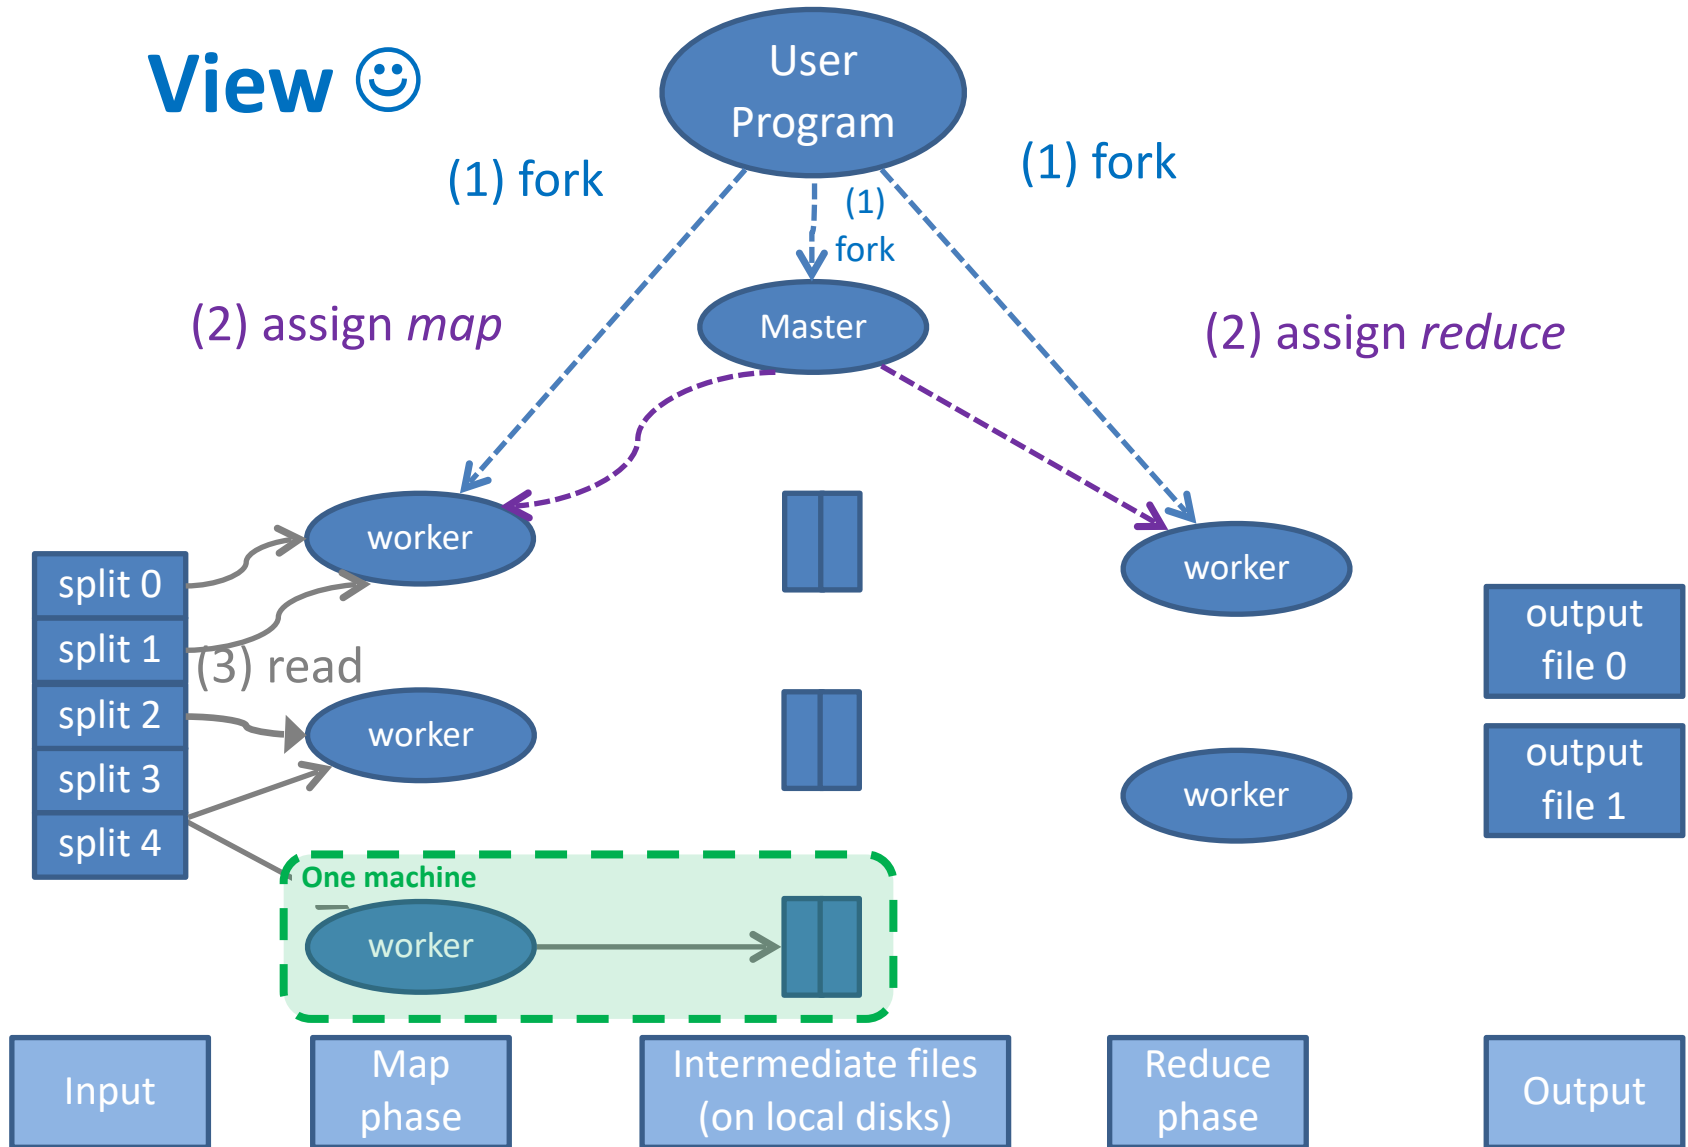 View ☺
User
Program
(1) fork
(1) fork
(1)
fork
(2) assign map
Master
(2) assign reduce
worker
worker
split 0
split 1
split 2
split 3
split 4
(3) read
worker
worker
output
file 0
output
file 1
One machine
worker
Input
Map
phase
Intermediate files
(on local disks)
Reduce
phase
Output